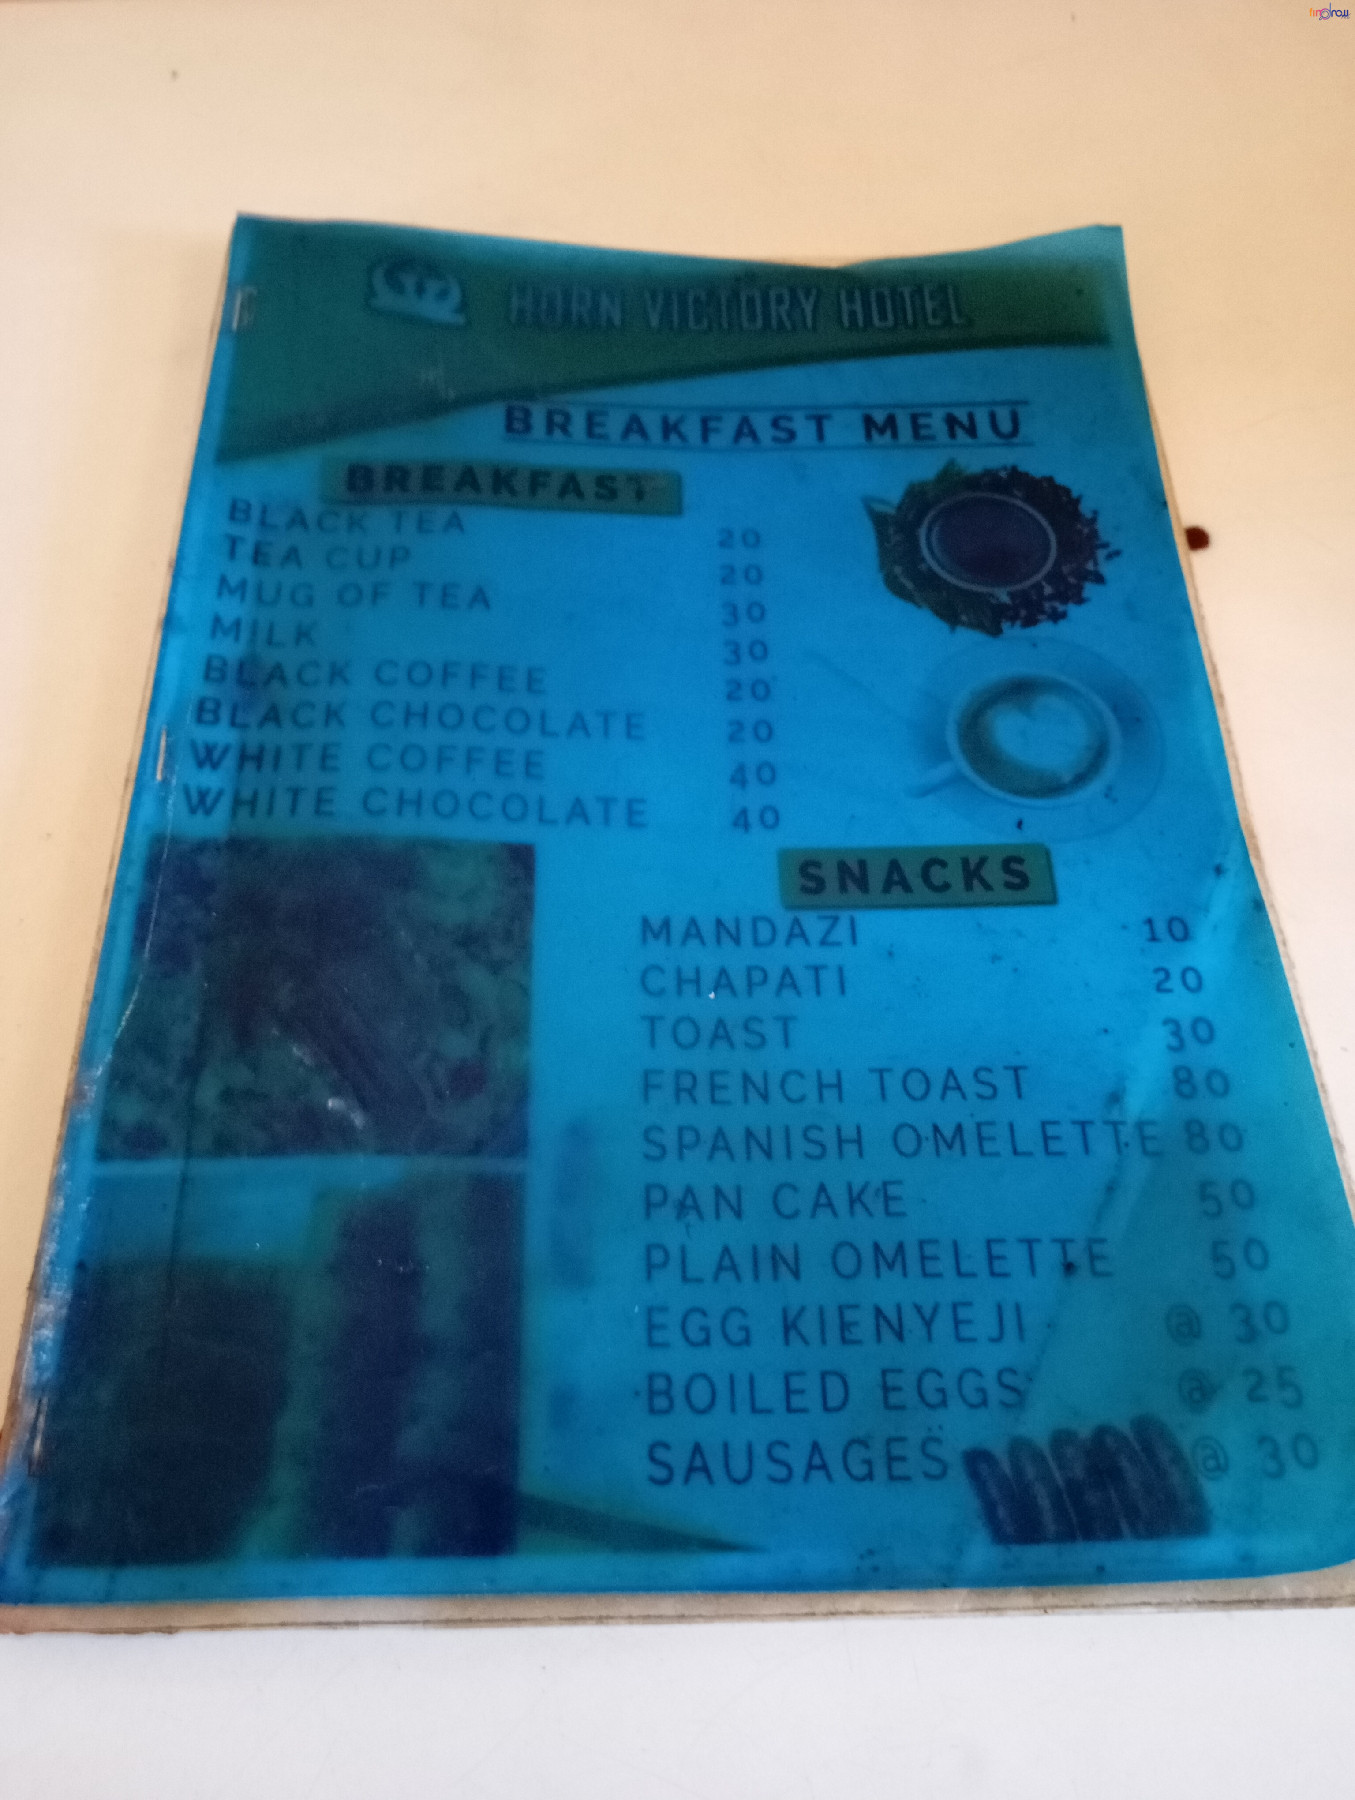 HORN VICTORY HOTEL
BREAKFAST MENU
BREAKFAST
BLACK TEA 20
TEA CUP 20
MUG OF TEA 30
MILK 30
BLACK COFFEE 20
BLACK CHOCOLATE 20
WHITE COFFEE 40
WHITE CHOCOLATE 40
SNACKS
MANDAZI 10
CHAPATI 20
TOAST 30
FRENCH TOAST 80
SPANISH OMELETTE 80
PAN CAKE 50
PLAIN OMELETTE 50
EGG KIENYEJI @ 30
BOILED EGGS @ 25
SAUSAGES @ 30